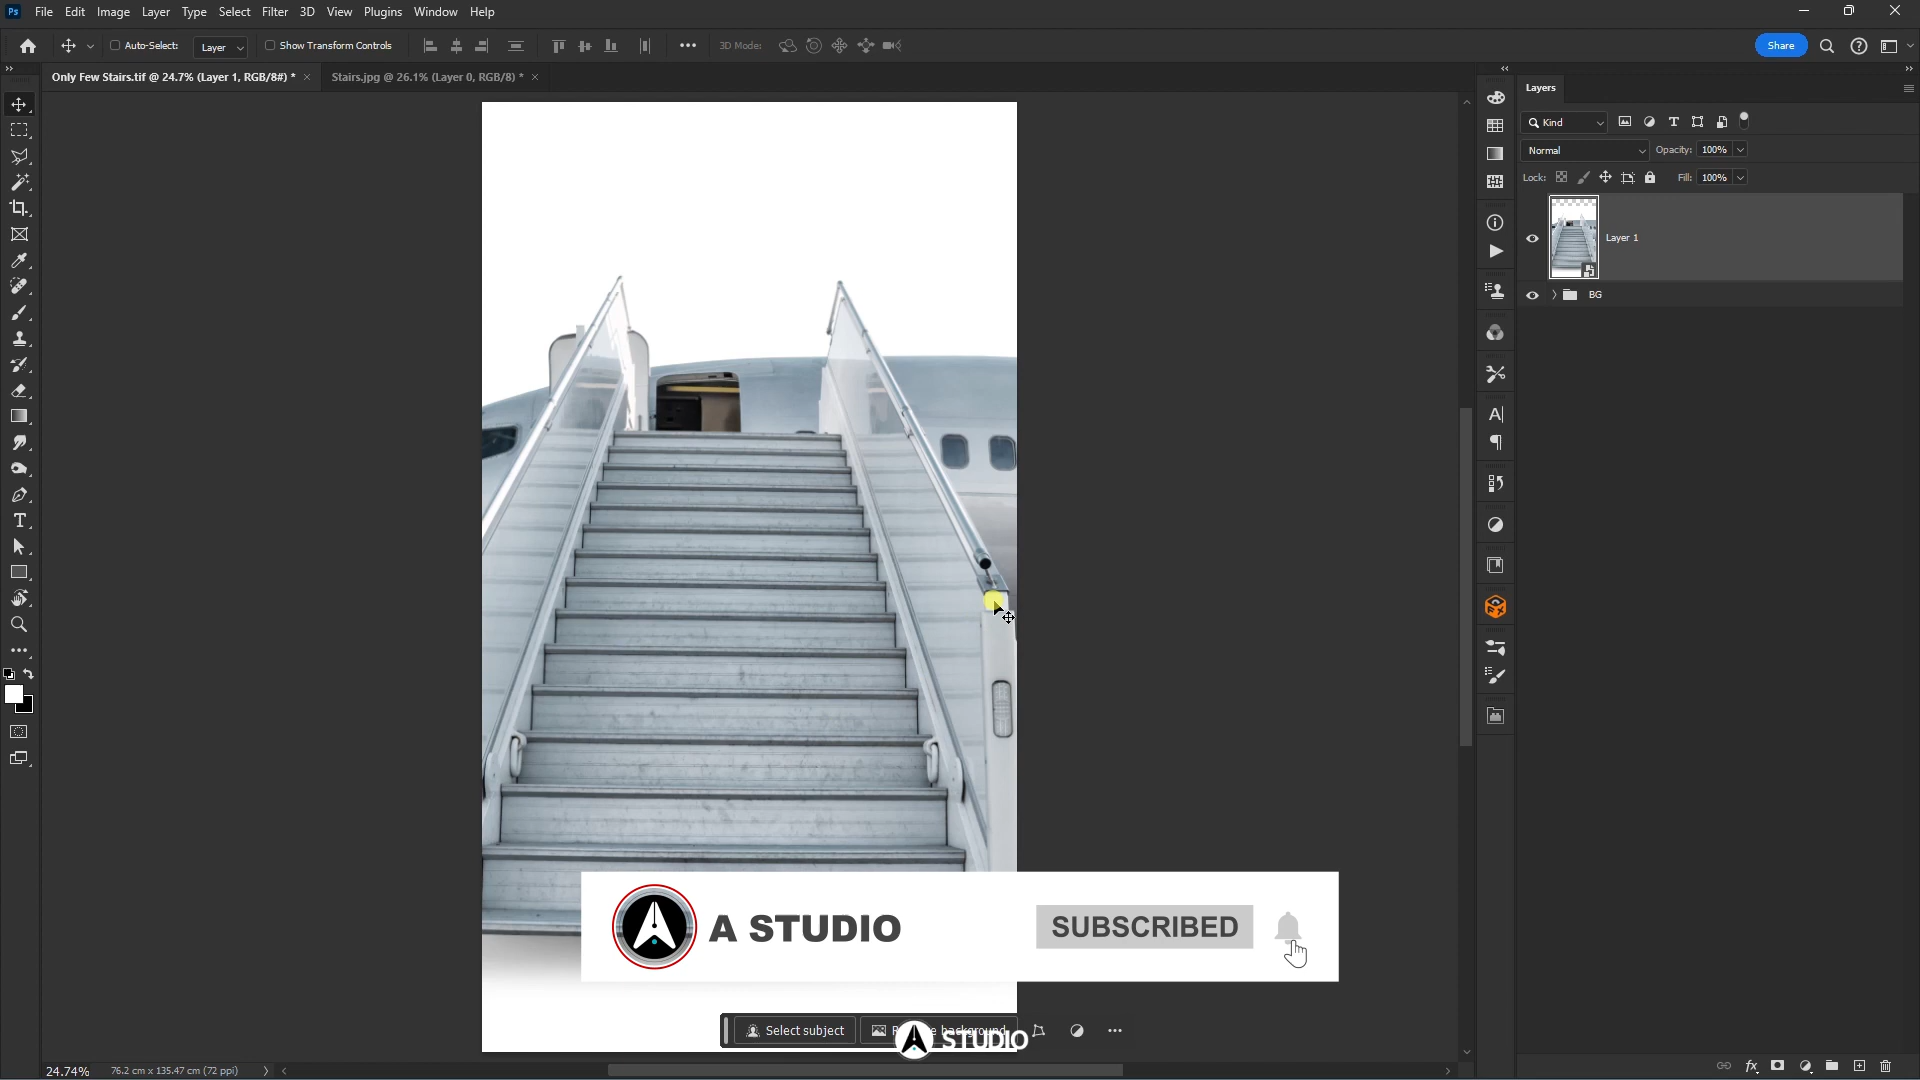 Ps File Edit Image Layer Type Select Filter 3D View Plugins Window Help
Auto-Select: Layer Show Transform Controls 3D Mode: Share
Only Few Stairs.tif @ 24.7% (Layer 1, RGB/8#) * Stairs.jpg @ 26.1% (Layer 0, RGB/8) *
Layers
Kind
Normal Opacity: 100%
Lock: Fill: 100%
Layer 1
BG
A STUDIO SUBSCRIBED
Select subject
background
STUDIO
24.74% 76.2 cm x 135.47 cm (72 ppi)